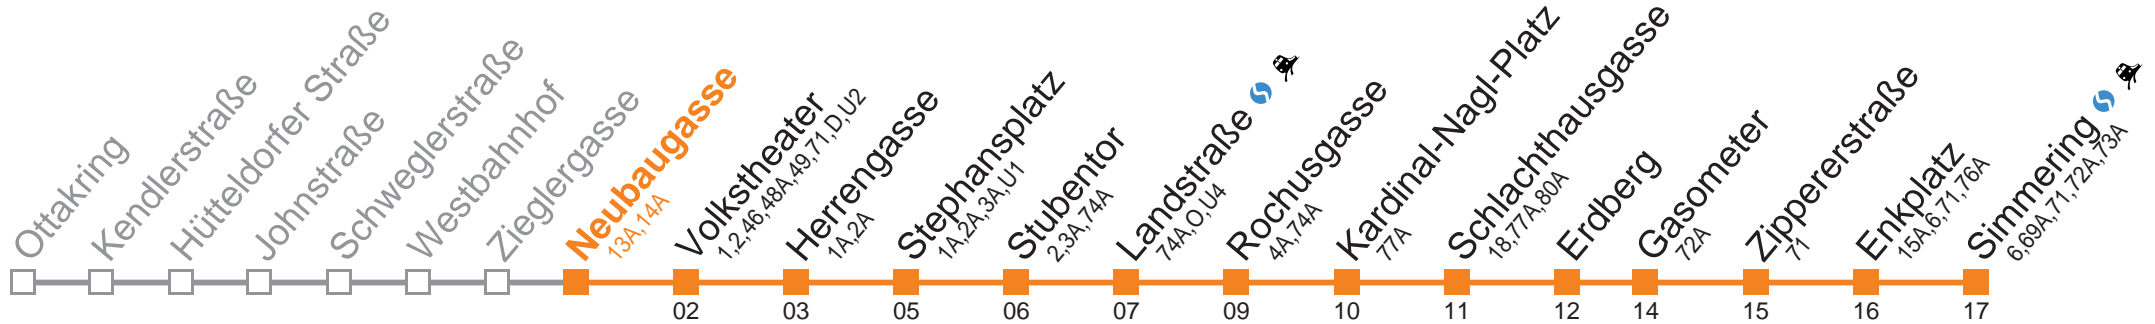 Ottakring
Kendlerstraße
Hütteldorfer Straße
Johnstraße
Schweglerstraße
Westbahnhof
Zieglergasse
Neubaugasse
13A,14A
Volkstheater
1,2,46,48A,49,71,D,U2
02
Herrengasse
1A,2A
03
Stephansplatz
1A,2A,3A,U1
05
Stubentor
2,3A,74A
06
Landstraße
74A,O,U4
07
Rochusgasse
4A,74A
09
Kardinal-Nagl-Platz
77A
10
Schlachthausgasse
18,77A,80A
11
Erdberg
12
Gasometer
72A
14
Zippererstraße
71
15
Enkplatz
15A,6,71,76A
16
Simmering
6,69A,71,72A,73A
17